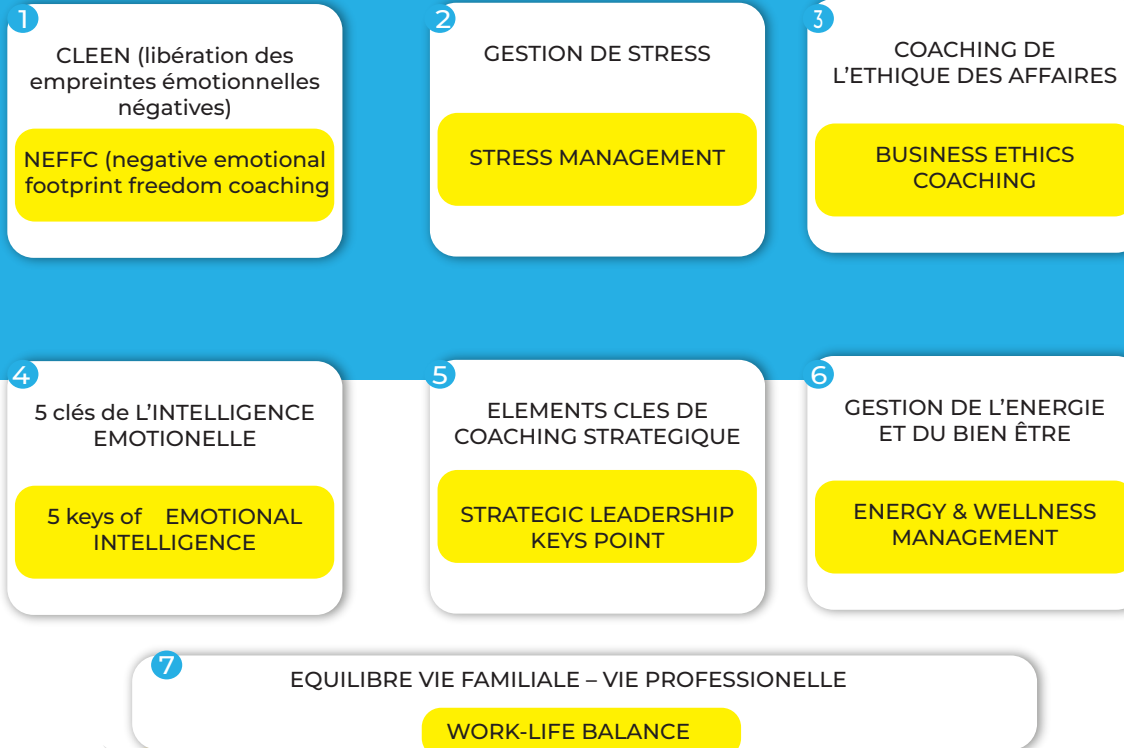 1
CLEEN (libération des
empreintes émotionnelles
négatives)
NEFFC (negative emotional
footprint freedom coaching
2
GESTION DE STRESS
STRESS MANAGEMENT
3
COACHING DE
L’ETHIQUE DES AFFAIRES
BUSINESS ETHICS
COACHING
4
5 clés de L’INTELLIGENCE
EMOTIONELLE
5 keys of EMOTIONAL
INTELLIGENCE
5
ELEMENTS CLES DE
COACHING STRATEGIQUE
STRATEGIC LEADERSHIP
KEYS POINT
6
GESTION DE L’ENERGIE
ET DU BIEN ÊTRE
ENERGY & WELLNESS
MANAGEMENT
7
EQUILIBRE VIE FAMILIALE – VIE PROFESSIONELLE
WORK-LIFE BALANCE